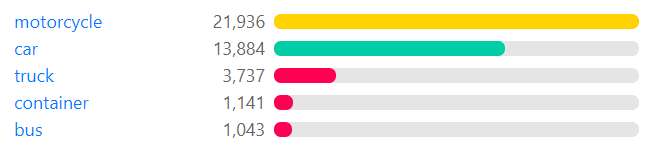 motorcycle 21,936
car 13,884
truck 3,737
container 1,141
bus 1,043